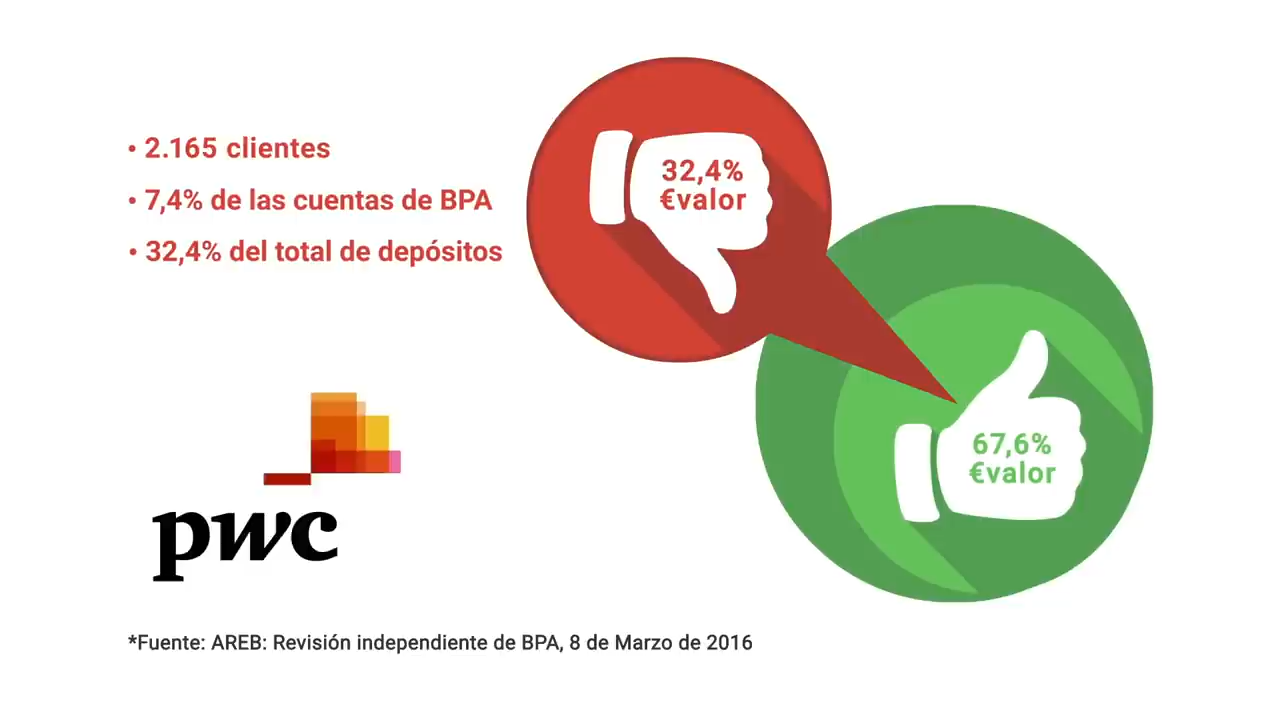 • 2.165 clientes
• 7,4% de las cuentas de BPA
• 32,4% del total de depósitos
32,4%
€valor
67,6%
€valor
pwc
*Fuente: AREB: Revisión independiente de BPA, 8 de Marzo de 2016